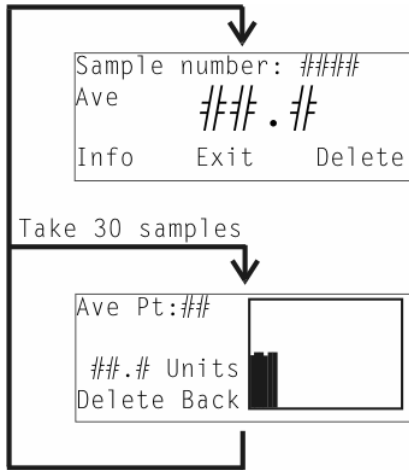 Sample number: ####
Ave ##.#
Info Exit Delete
Take 30 samples
Ave Pt:##
##.# Units
Delete Back